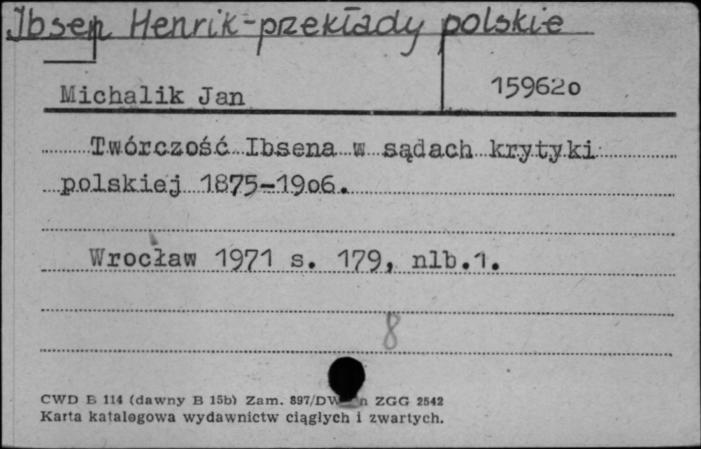 Ibsen Henrik-przekłady polskie
Michalik Jan
159620
Twórczość Ibsena w sądach krytyki
polskiej 1875-1906.
Wrocław 1971 s. 179, nlb.1.
8
CWD B 114 (dawny B 15b) Zam. 897/DW n ZGG 2542
Karta katalogowa wydawnictw ciągłych i zwartych.